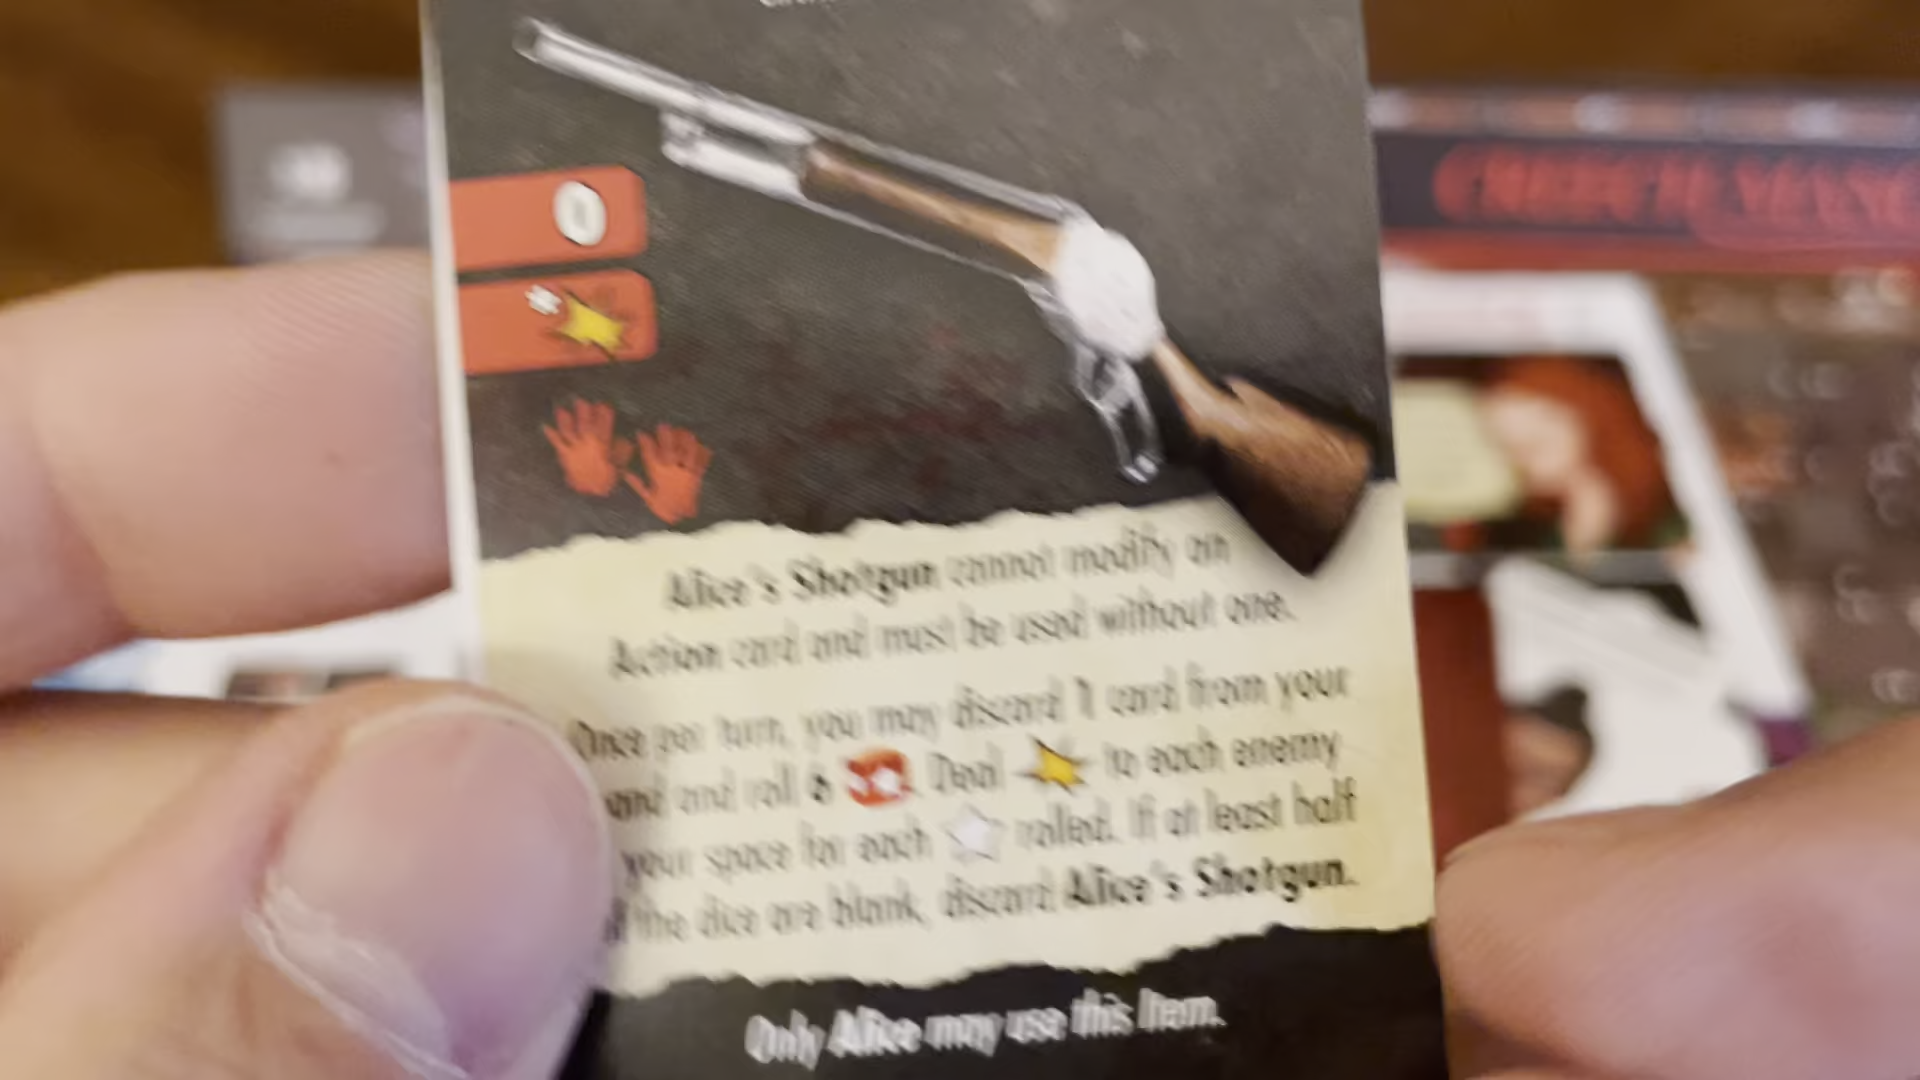 0
Alice's Shotgun cannot modify an
Action card and must be used without one.
Once per turn, you may discard 1 card from your
and and roll 6 . Deal to each enemy
your space for each rolled. If at least half
the dice are blank, discard Alice's Shotgun.
Only Alice may use this Item.